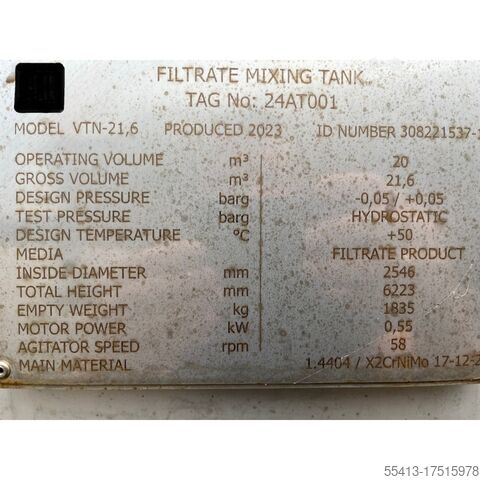 FILTRATE MIXING TANK
TAG No: 24AT001
MODEL VTN-21,6 PRODUCED 2023 ID NUMBER 308221537-1
OPERATING VOLUME m³ 20
GROSS VOLUME m³ 21,6
DESIGN PRESSURE barg -0,05 / +0,05
TEST PRESSURE barg HYDROSTATIC
DESIGN TEMPERATURE °C +50
MEDIA FILTRATE PRODUCT
INSIDE DIAMETER mm 2546
TOTAL HEIGHT mm 6223
EMPTY WEIGHT kg 1835
MOTOR POWER kW 0,55
AGITATOR SPEED rpm 58
MAIN MATERIAL 1.4404 / X2CrNiMo 17-12-2
55413-17515978